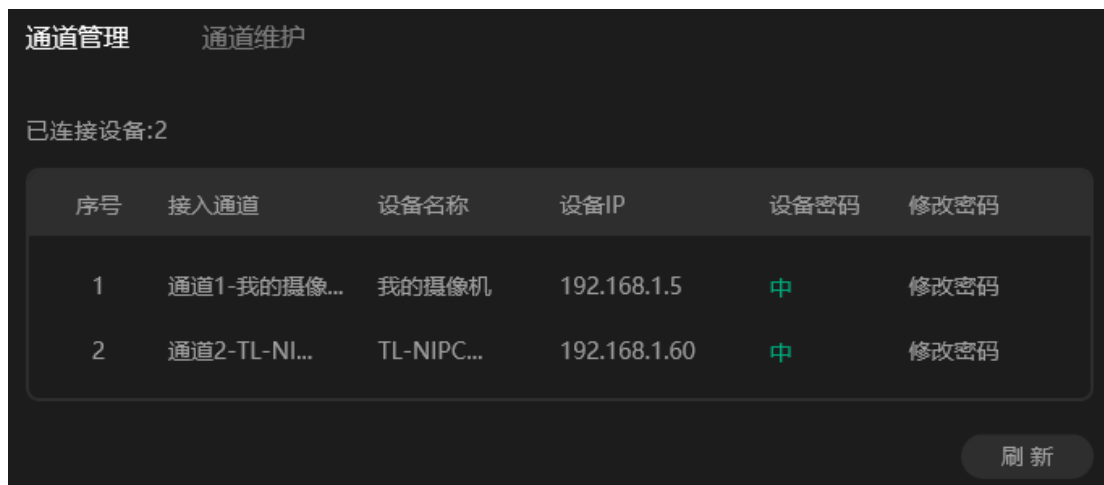 通道管理 通道维护
已连接设备:2
序号 接入通道 设备名称 设备IP 设备密码 修改密码
1 通道1-我的摄像... 我的摄像机 192.168.1.5 中 修改密码
2 通道2-TL-NI... TL-NIPC... 192.168.1.60 中 修改密码
刷新